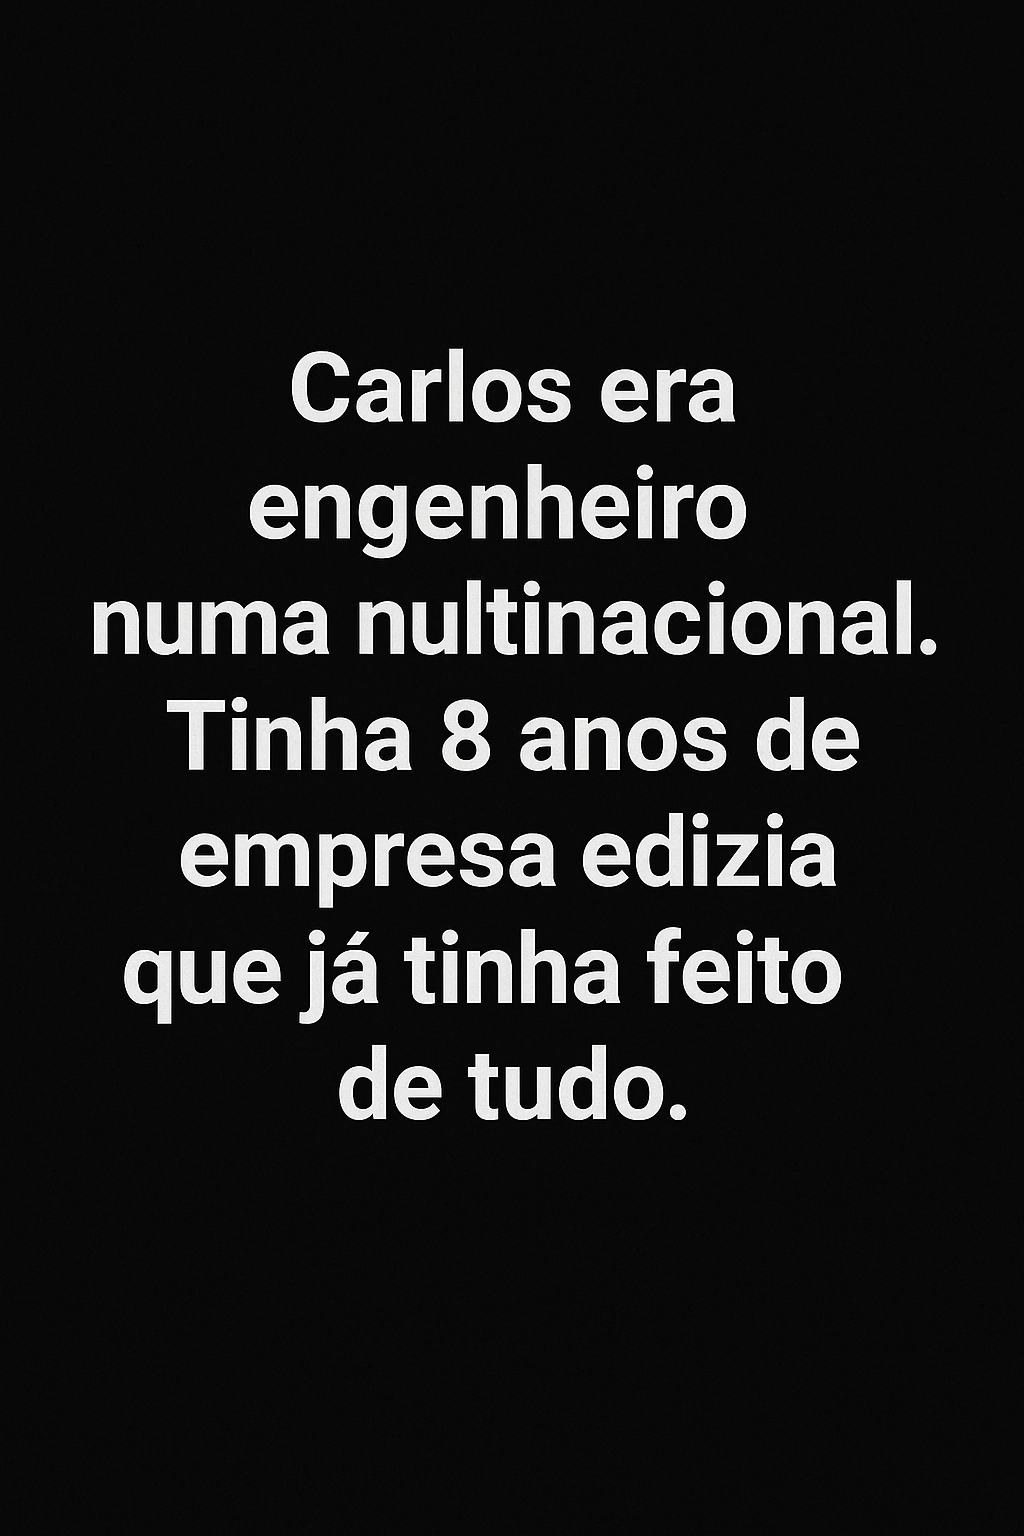 Carlos era
engenheiro
numa nultinacional.
Tinha 8 anos de
empresa edizia
que já tinha feito
de tudo.